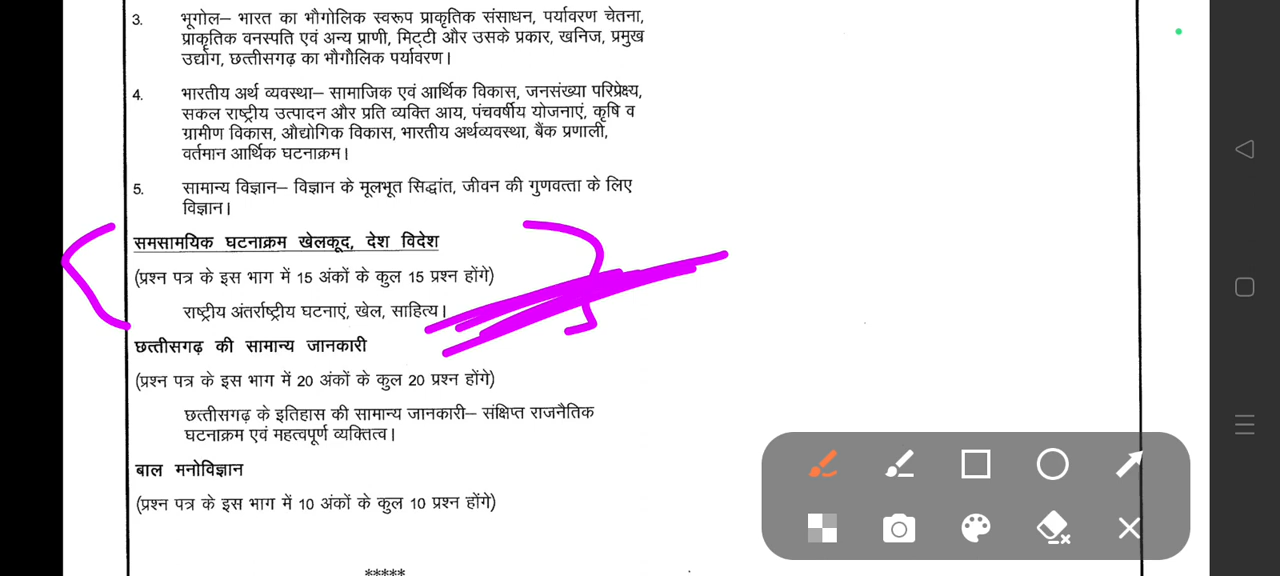 3. भूगोल– भारत का भौगोलिक स्वरूप प्राकृतिक संसाधन, पर्यावरण चेतना,
प्राकृतिक वनस्पति एवं अन्य प्राणी, मिट्टी और उसके प्रकार, खनिज, प्रमुख
उद्योग, छत्तीसगढ़ का भौगौलिक पर्यावरण।
4. भारतीय अर्थ व्यवस्था– सामाजिक एवं आर्थिक विकास, जनसंख्या परिप्रेक्ष्य,
सकल राष्ट्रीय उत्पादन और प्रति व्यक्ति आय, पंचवर्षीय योजनाएं, कृषि व
ग्रामीण विकास, औद्योगिक विकास, भारतीय अर्थव्यवस्था, बैंक प्रणाली,
वर्तमान आर्थिक घटनाक्रम।
5. सामान्य विज्ञान– विज्ञान के मूलभूत सिद्धांत, जीवन की गुणवत्ता के लिए
विज्ञान।
समसामयिक घटनाक्रम खेलकूद, देश विदेश
(प्रश्न पत्र के इस भाग में 15 अंकों के कुल 15 प्रश्न होंगे)
राष्ट्रीय अंतर्राष्ट्रीय घटनाएं, खेल, साहित्य।
छत्तीसगढ़ की सामान्य जानकारी
(प्रश्न पत्र के इस भाग में 20 अंकों के कुल 20 प्रश्न होंगे)
छत्तीसगढ़ के इतिहास की सामान्य जानकारी– संक्षिप्त राजनैतिक
घटनाक्रम एवं महत्वपूर्ण व्यक्तित्व।
बाल मनोविज्ञान
(प्रश्न पत्र के इस भाग में 10 अंकों के कुल 10 प्रश्न होंगे)
*****